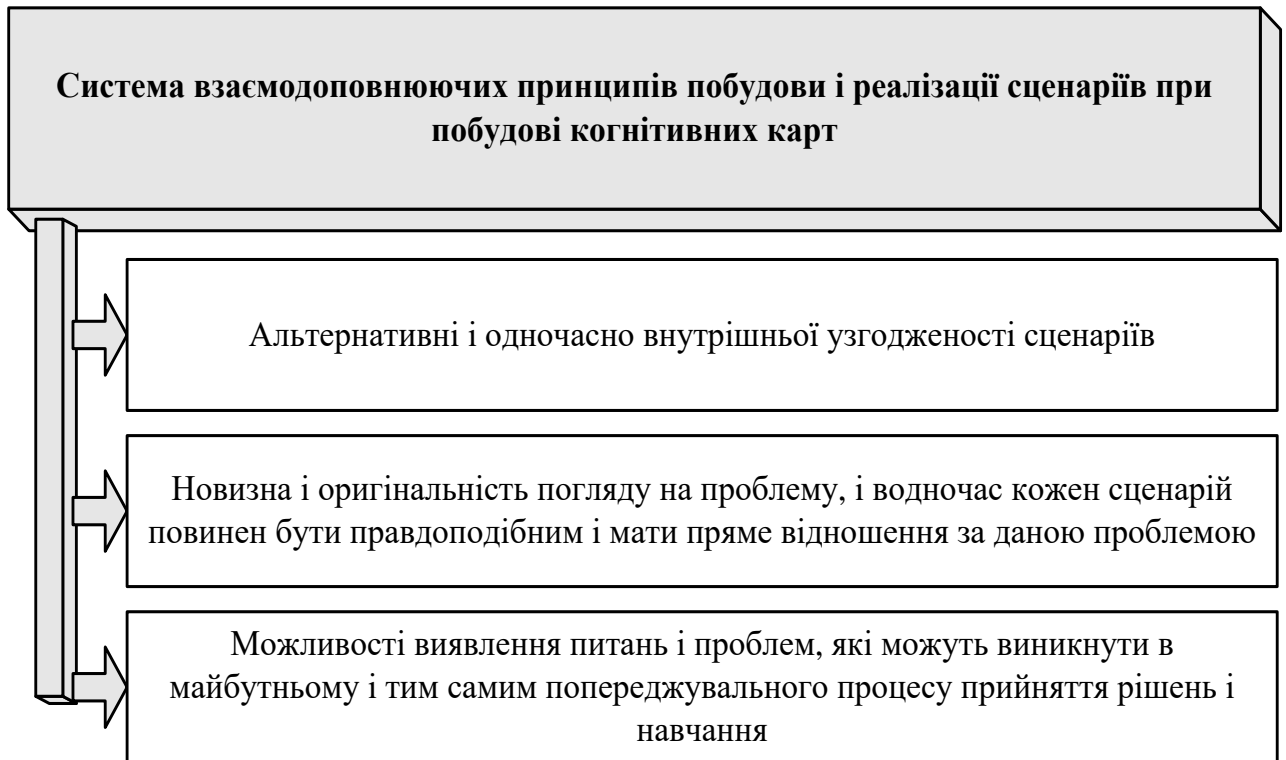 Система взаємодоповнюючих принципів побудови і реалізації сценаріїв при
побудові когнітивних карт
Альтернативні і одночасно внутрішньої узгодженості сценаріїв
Новизна і оригінальність погляду на проблему, і водночас кожен сценарій
повинен бути правдоподібним і мати пряме відношення за даною проблемою
Можливості виявлення питань і проблем, які можуть виникнути в
майбутньому і тим самим попереджувального процесу прийняття рішень і
навчання